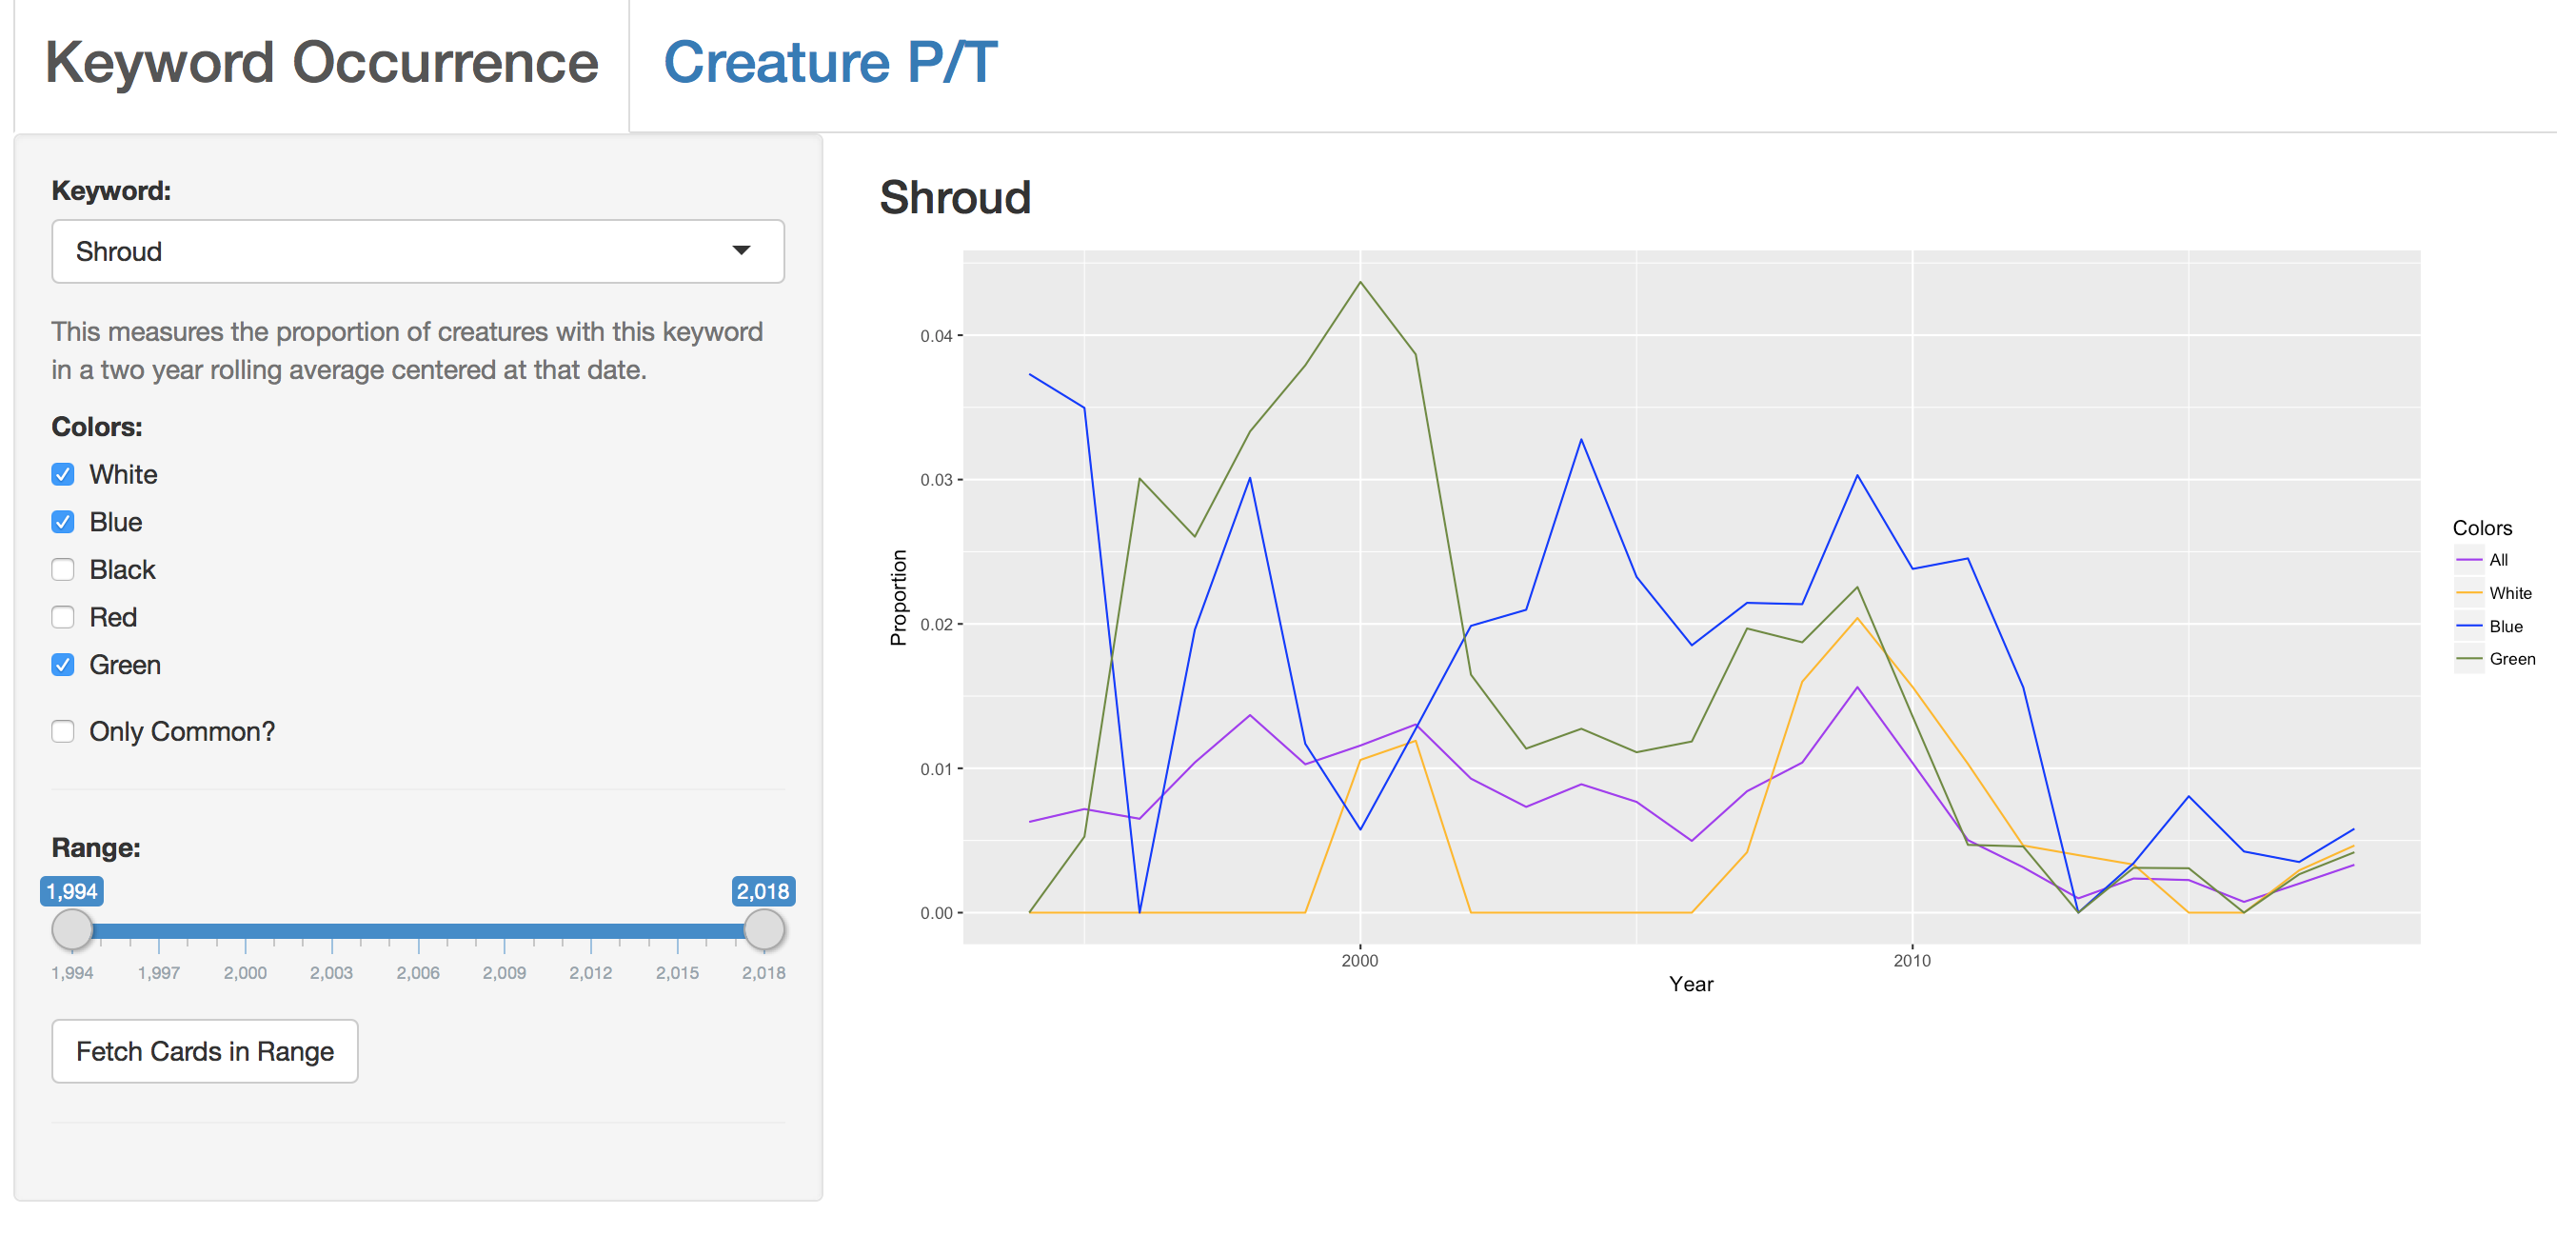 Keyword Occurrence
Creature P/T
Keyword:
Shroud
This measures the proportion of creatures with this keyword
in a two year rolling average centered at that date.
Colors:
White
Blue
Black
Red
Green
Only Common?
Range:
1,994
2,018
1,994 1,997 2,000 2,003 2,006 2,009 2,012 2,015 2,018
Fetch Cards in Range
Shroud
Proportion
0.04
0.03
0.02
0.01
0.00
2000 2010
Year
Colors
All
White
Blue
Green